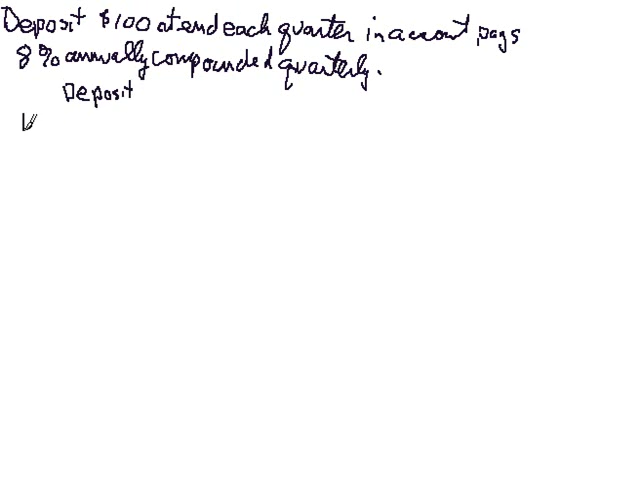 Deposit $100 at end each quarter in account, pays
8% annually compounded quarterly.
Deposit